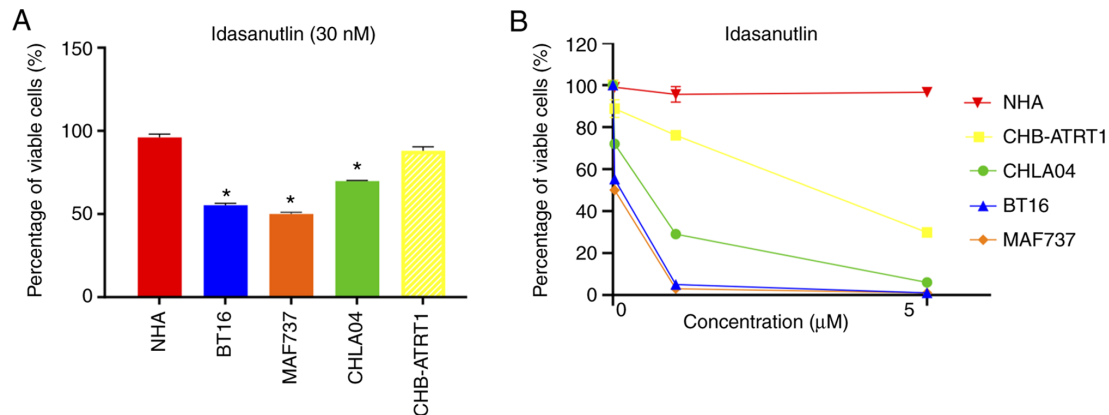 A
Idasanutlin (30 nM)
Percentage of viable cells (%)
150
100
50
0
NHA
BT16
MAF737
CHLA04
CHB-ATRT1
*
*
*
B
Idasanutlin
Percentage of viable cells (%)
120
100
80
60
40
20
0
0
5
Concentration (μM)
NHA
CHB-ATRT1
CHLA04
BT16
MAF737